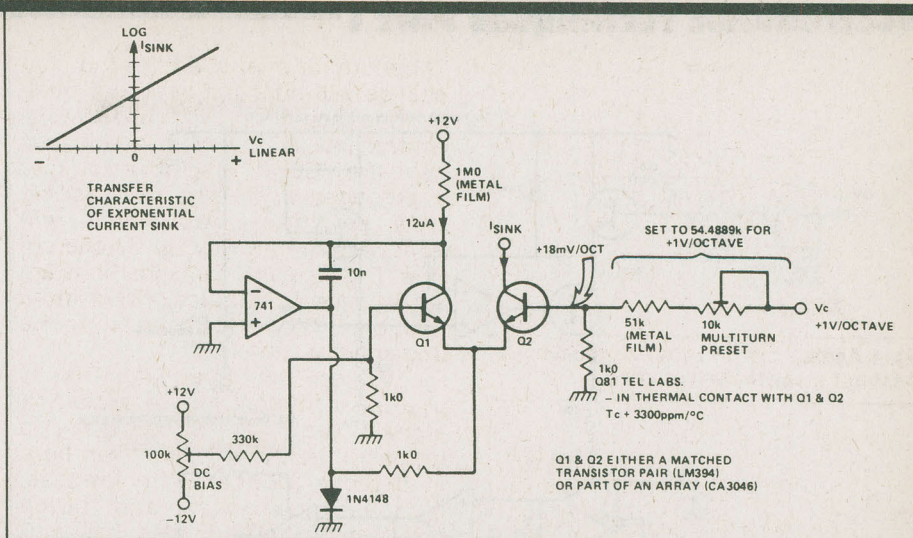 LOG
ISINK
Vc
LINEAR
-
0
+
TRANSFER
CHARACTERISTIC
OF EXPONENTIAL
CURRENT SINK
+12V
1M0
(METAL
FILM)
12uA
ISINK
+18mV/OCT
SET TO 54.4889k FOR
+1V/OCTAVE
10n
-
741
+
Q1
Q2
51k
(METAL
FILM)
10k
MULTITURN
PRESET
Vc
+1V/OCTAVE
1k0
Q81 TEL LABS.
- IN THERMAL CONTACT WITH Q1 & Q2
Tc + 3300ppm/°C
1k0
+12V
330k
100k
DC
BIAS
-12V
1k0
1N4148
Q1 & Q2 EITHER A MATCHED
TRANSISTOR PAIR (LM394)
OR PART OF AN ARRAY (CA3046)